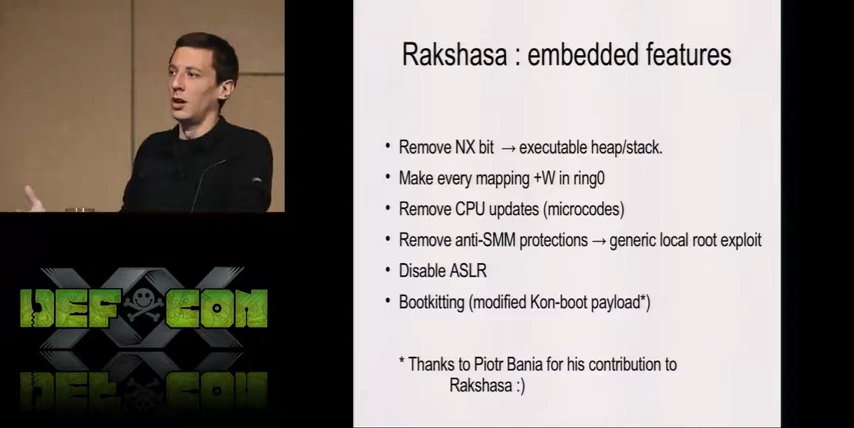 Rakshasa : embedded features
• Remove NX bit → executable heap/stack.
• Make every mapping +W in ring0
• Remove CPU updates (microcodes)
• Remove anti-SMM protections → generic local root exploit
• Disable ASLR
• Bootkitting (modified Kon-boot payload*)
* Thanks to Piotr Bania for his contribution to
Rakshasa :)
XX
DEF CON